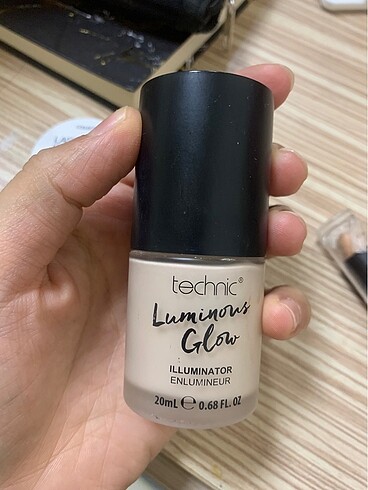 technic®
Luminous
Glow
ILLUMINATOR
ENLUMINEUR
20mL ℮ 0.68 FL. OZ